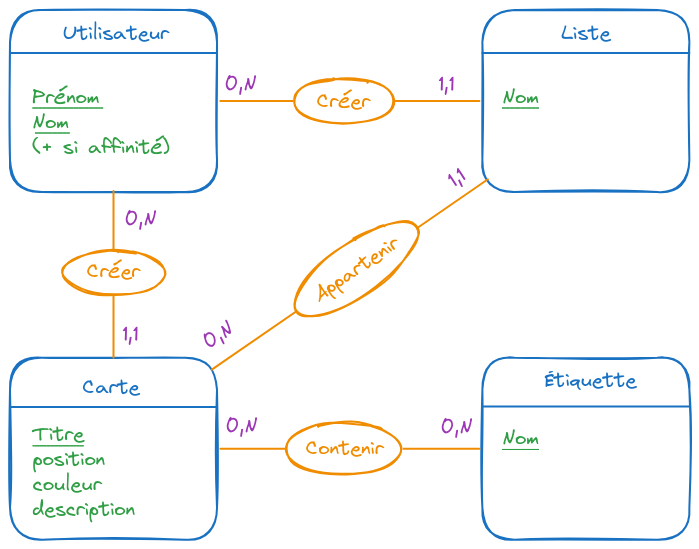 Utilisateur
Prénom
Nom
(+ si affinité)
0,N
Créer
1,1
Liste
Nom
0,N
Créer
1,1
1,1
Appartenir
0,N
Carte
Titre
position
couleur
description
0,N
Contenir
0,N
Étiquette
Nom